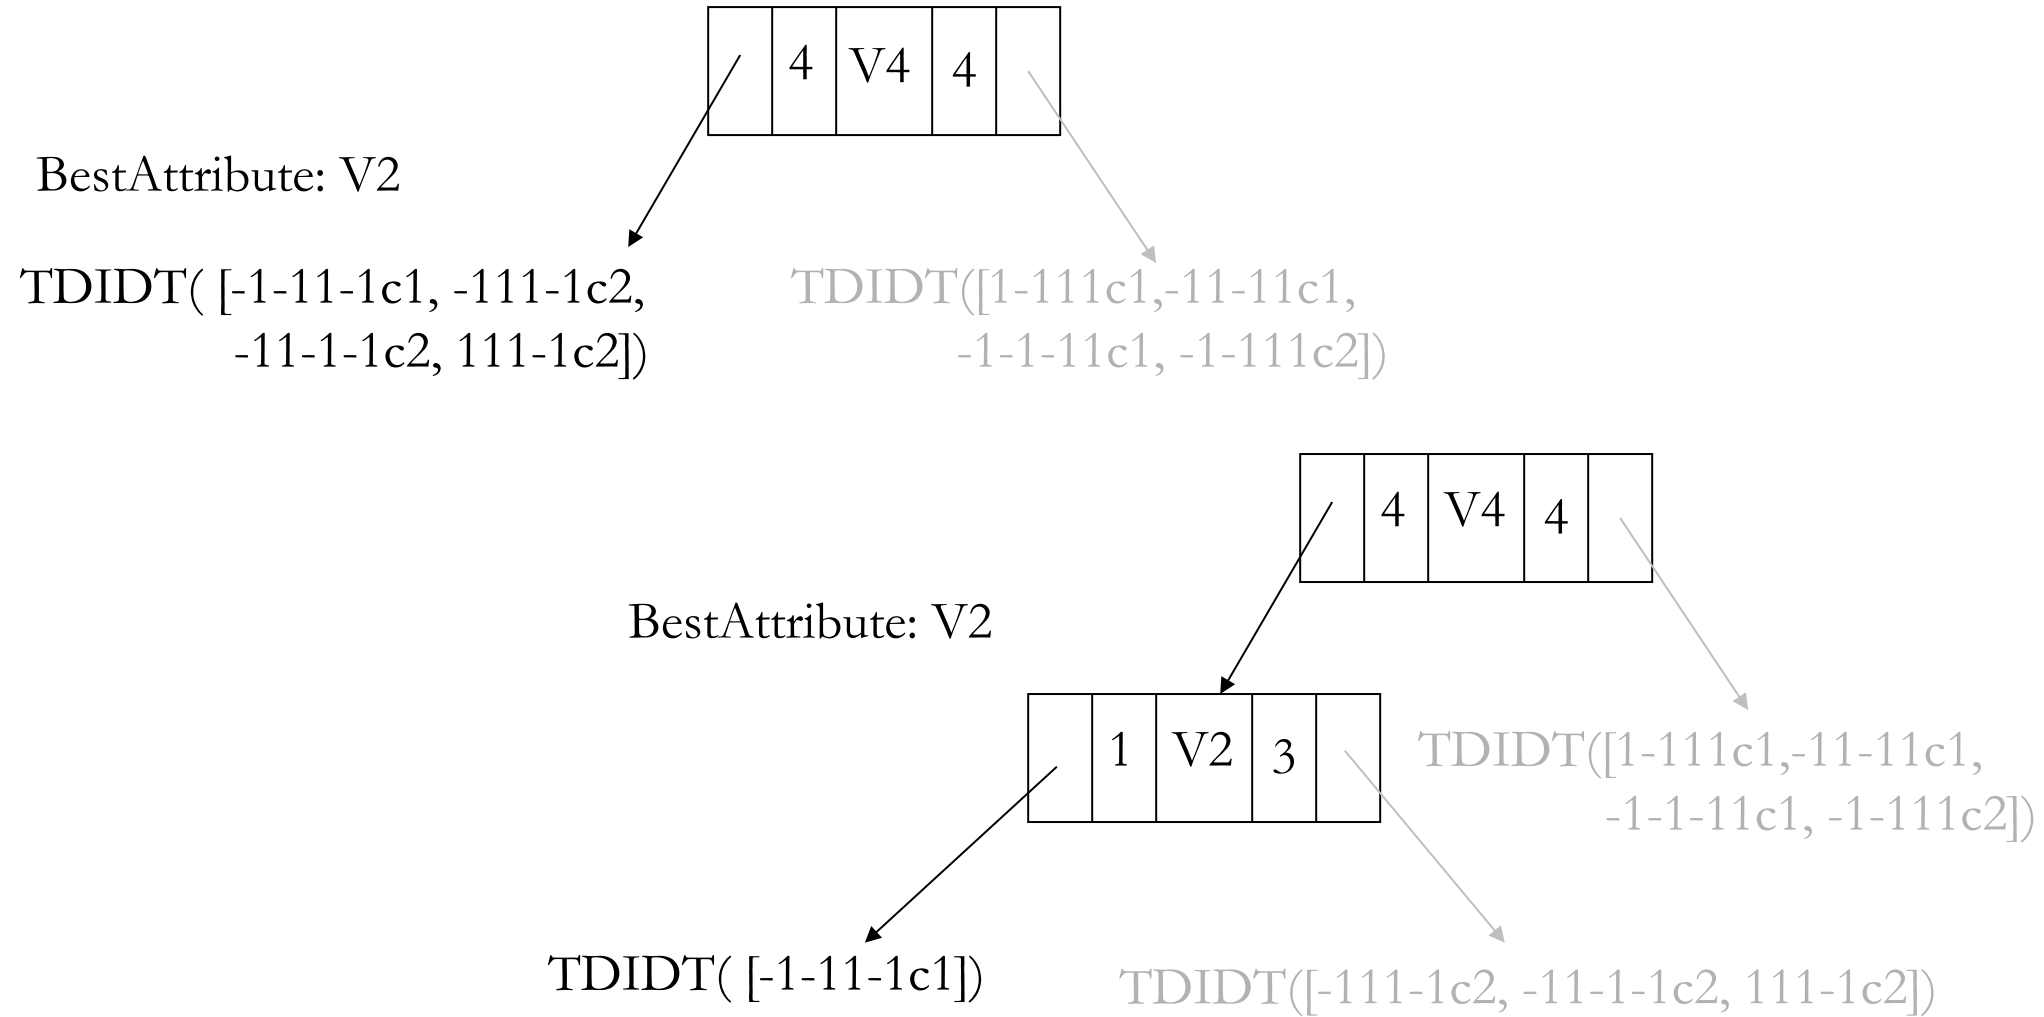 4 V4 4
BestAttribute: V2
TDIDT( [-1-11-1c1, -111-1c2,
-11-1-1c2, 111-1c2])
TDIDT([1-111c1,-11-11c1,
-1-1-11c1, -1-111c2])
4 V4 4
BestAttribute: V2
1 V2 3
TDIDT([1-111c1,-11-11c1,
-1-1-11c1, -1-111c2])
TDIDT( [-1-11-1c1])
TDIDT([-111-1c2, -11-1-1c2, 111-1c2])